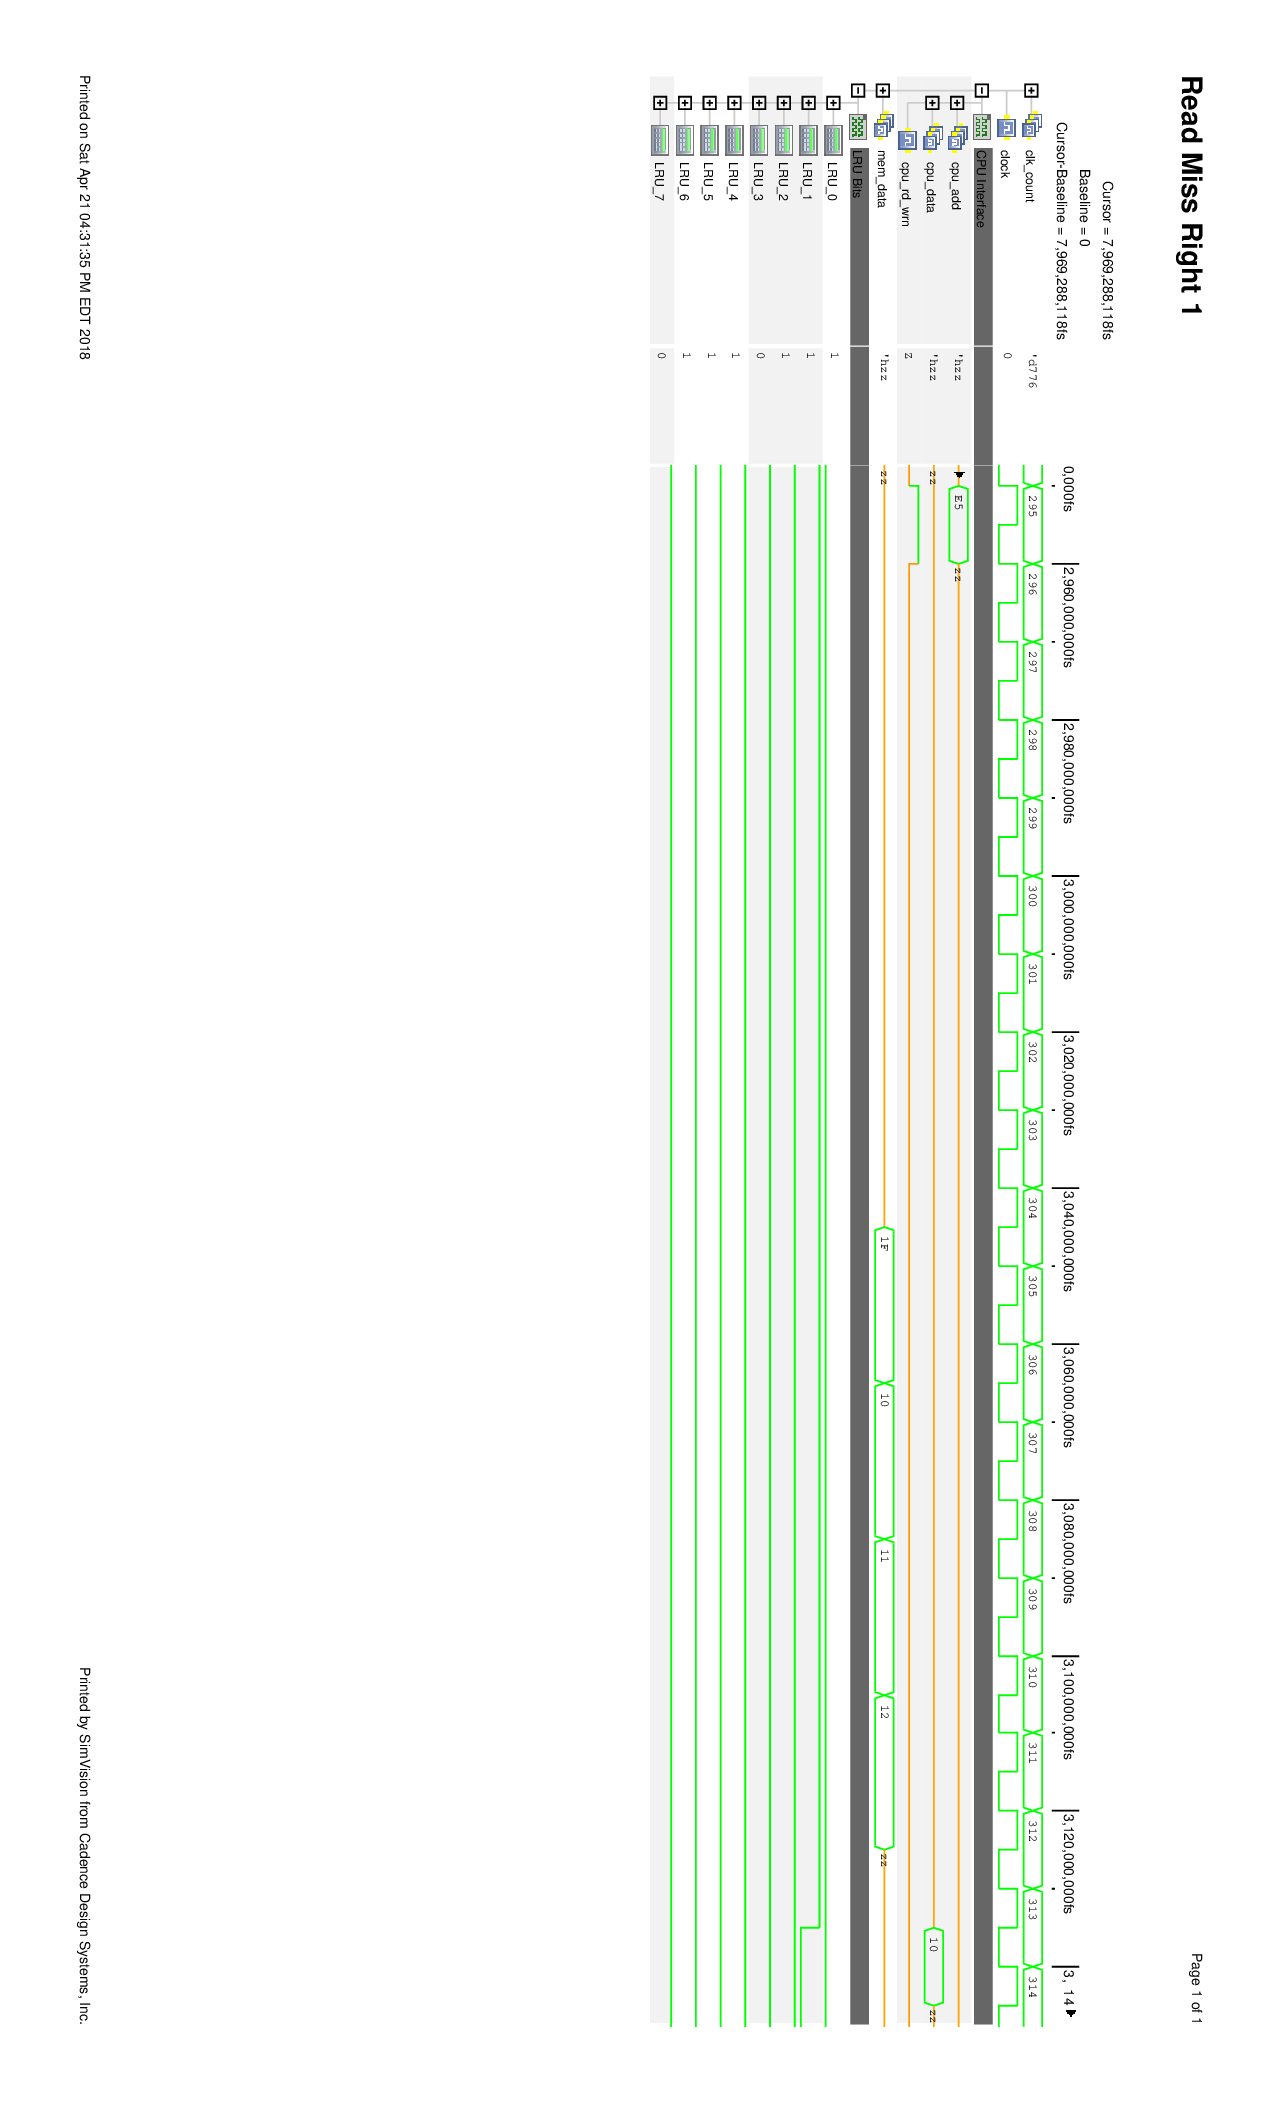 Read Miss Right 1
Page 1 of 1
Cursor = 7,969,288,118fs
Baseline = 0
Cursor-Baseline = 7,969,288,118fs
0,000fs 2,960,000,000fs 2,980,000,000fs 3,000,000,000fs 3,020,000,000fs 3,040,000,000fs 3,060,000,000fs 3,080,000,000fs 3,100,000,000fs 3,120,000,000fs 3,14
clk_count 'd776 295 296 297 298 299 300 301 302 303 304 305 306 307 308 309 310 311 312 313 314
clock 0
CPU Interface
cpu_add 'hzz E5 zz
cpu_data 'hzz zz 10 zz
cpu_rd_wrn z
mem_data 'hzz zz 1F 10 11 12 zz
LRU Bits
LRU_0 1
LRU_1 1
LRU_2 1
LRU_3 0
LRU_4 1
LRU_5 1
LRU_6 1
LRU_7 0
Printed on Sat Apr 21 04:31:35 PM EDT 2018
Printed by SimVision from Cadence Design Systems, Inc.